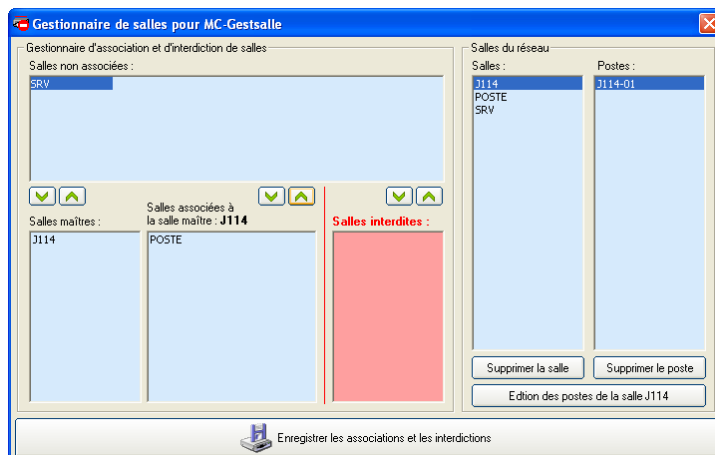 Gestionnaire de salles pour MC-Gestsalle
Gestionnaire d'association et d'interdiction de salles
Salles non associées :
SRV
Salles maîtres :
J114
Salles associées à
la salle maître : J114
POSTE
Salles interdites :
Salles du réseau
Salles :
J114
POSTE
SRV
Postes :
J114-01
Supprimer la salle
Supprimer le poste
Edtion des postes de la salle J114
Enregistrer les associations et les interdictions